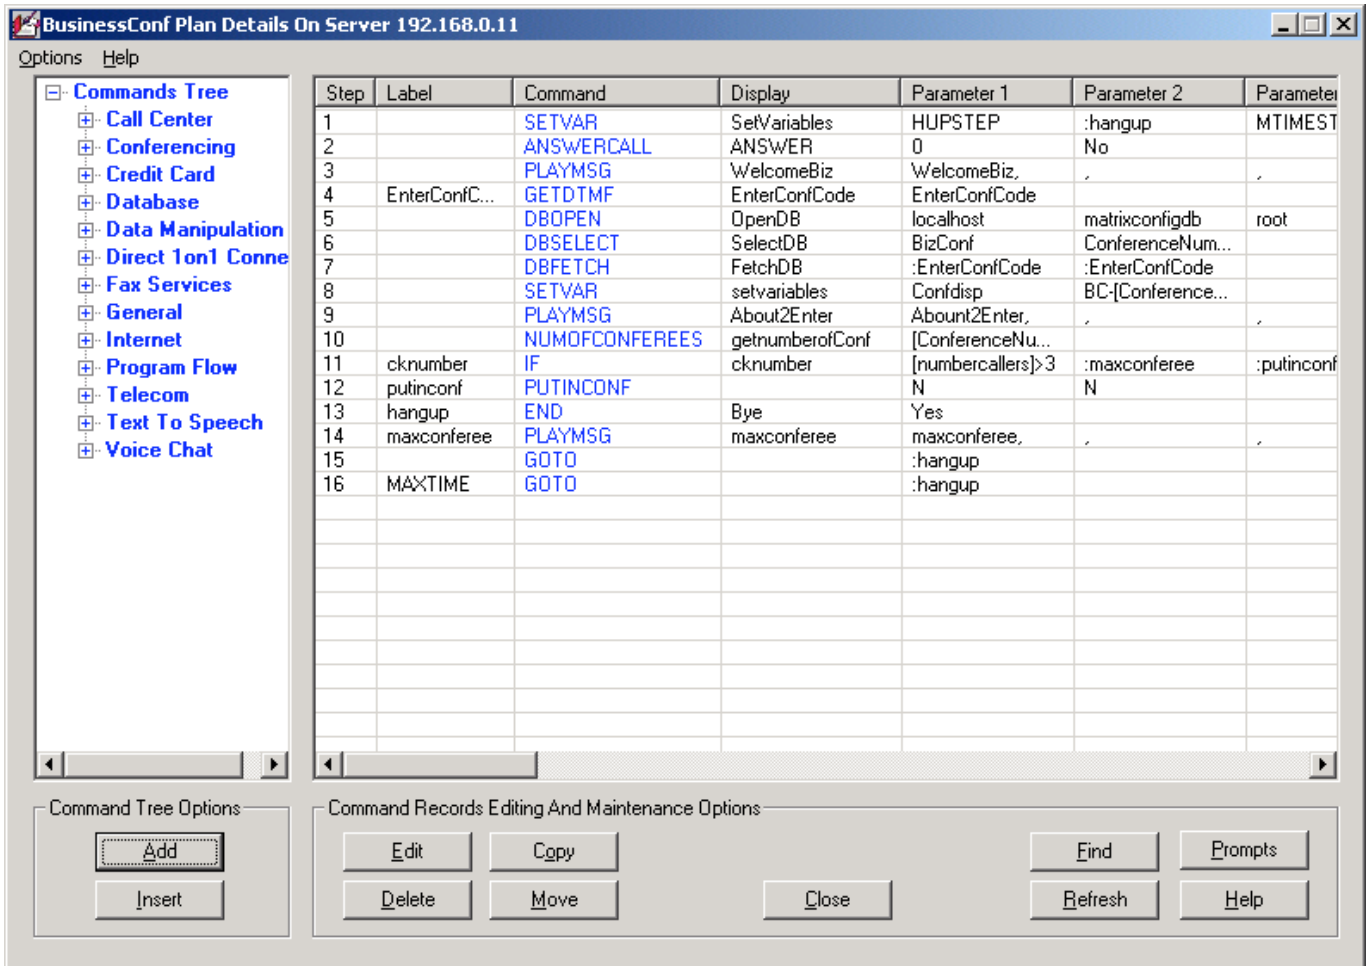 BusinessConf Plan Details On Server 192.168.0.11
Options Help
Commands Tree
Call Center
Conferencing
Credit Card
Database
Data Manipulation
Direct 1on1 Conne
Fax Services
General
Internet
Program Flow
Telecom
Text To Speech
Voice Chat
Step Label Command Display Parameter 1 Parameter 2 Parameter
1 SETVAR SetVariables HUPSTEP :hangup MTIMEST
2 ANSWERCALL ANSWER 0 No
3 PLAYMSG WelcomeBiz WelcomeBiz, , ,
4 EnterConfC... GETDTMF EnterConfCode EnterConfCode
5 DBOPEN OpenDB localhost matrixconfigdb root
6 DBSELECT SelectDB BizConf ConferenceNum...
7 DBFETCH FetchDB :EnterConfCode :EnterConfCode
8 SETVAR setvariables Confdisp BC-[Conference...
9 PLAYMSG About2Enter Abount2Enter, , ,
10 NUMOFCONFEREES getnumberofConf [ConferenceNu...
11 cknumber IF cknumber [numbercallers]>3 :maxconferee :putinconf
12 putinconf PUTINCONF N N
13 hangup END Bye Yes
14 maxconferee PLAYMSG maxconferee maxconferee, , ,
15 GOTO :hangup
16 MAXTIME GOTO :hangup
Command Tree Options
Add
Insert
Command Records Editing And Maintenance Options
Edit Copy Find Prompts
Delete Move Close Refresh Help